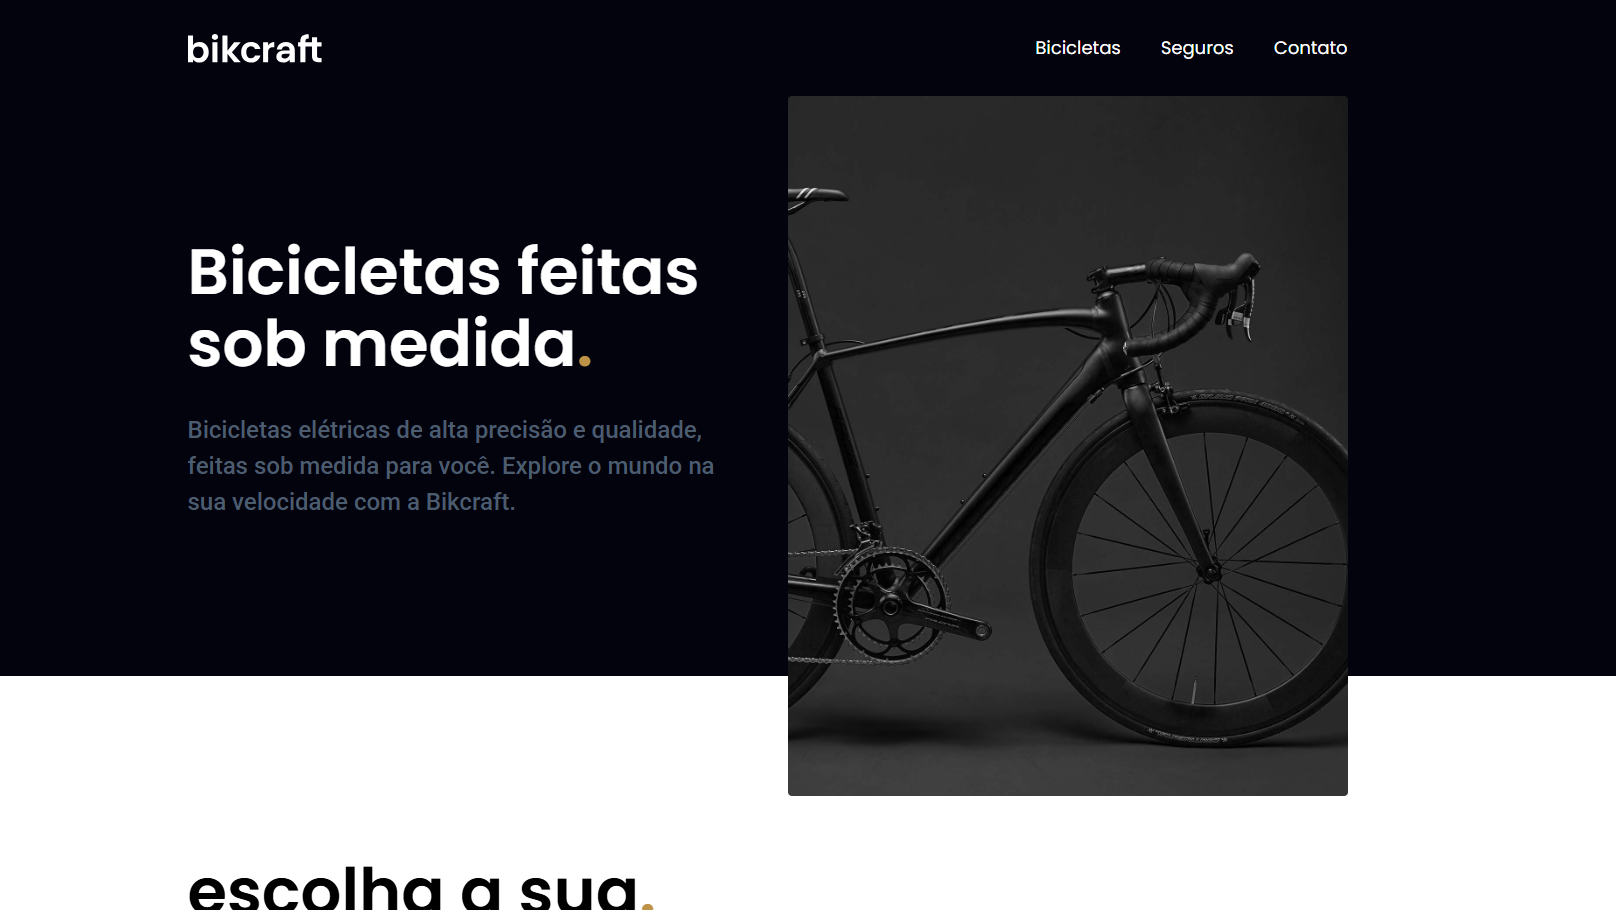 bikcraft
Bicicletas
Seguros
Contato
Bicicletas feitas
sob medida.
Bicicletas elétricas de alta precisão e qualidade,
feitas sob medida para você. Explore o mundo na
sua velocidade com a Bikcraft.
escolha a sua.